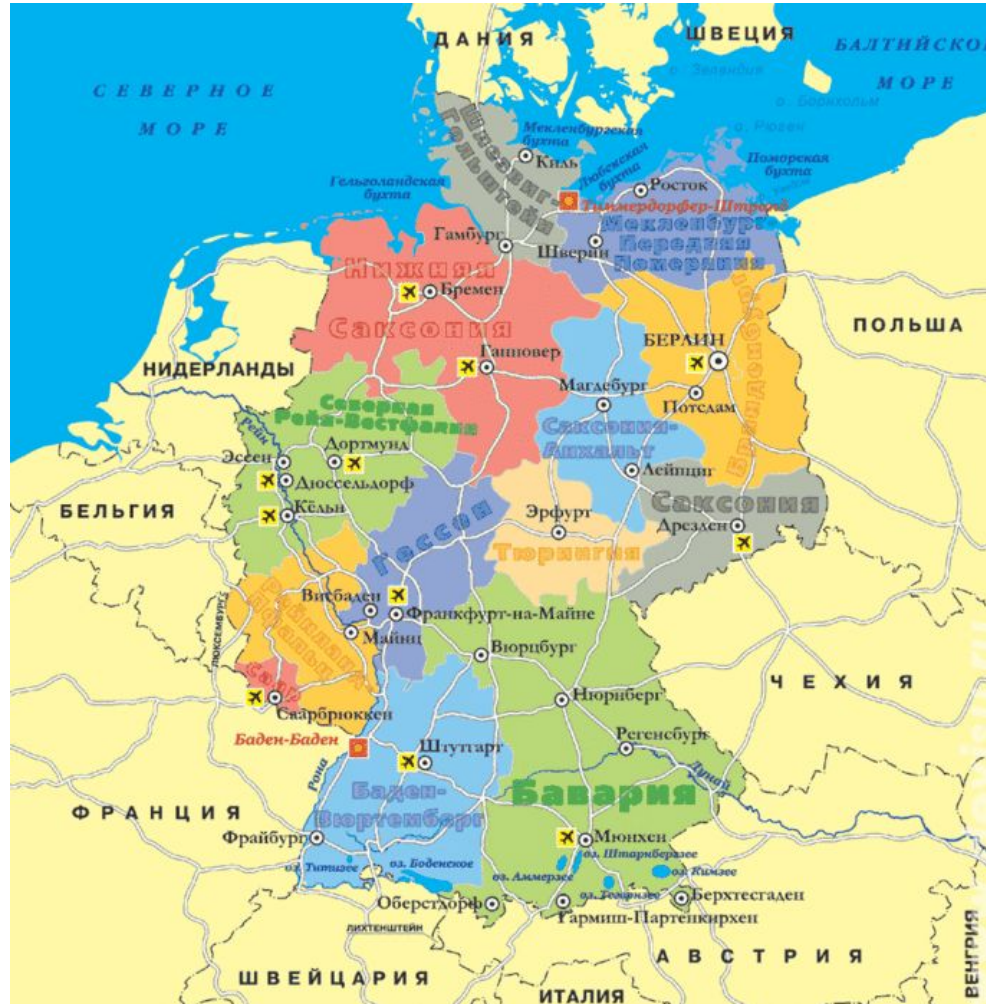 ДАНИЯ
ШВЕЦИЯ
БАЛТИЙСКОЕ
МОРЕ
СЕВЕРНОЕ
МОРЕ
о. Зеландия
о. Борнхольм
о. Рюген
Шлезвиг-
Гольштейн
Мекленбургская
бухта
Киль
Любекская
бухта
Поморская
бухта
Гельголандская
бухта
Росток
Тиммердорфер-Штранд
Мекленбург
Передняя
Померания
Гамбург
Шверин
Нижняя
Саксония
Бремен
ПОЛЬША
БЕРЛИН
Бранденбург
Ганновер
НИДЕРЛАНДЫ
Магдебург
Потсдам
Северная
Рейн-Вестфалия
Саксония-
Анхальт
Рейн
Дортмунд
Эссен
Дюссельдорф
Лейпциг
БЕЛЬГИЯ
Кёльн
Саксония
Эрфурт
Дрезден
Гессен
Тюрингия
Висбаден
Франкфурт-на-Майне
Рейнланд
Пфальц
Майнц
ЛЮКСЕМБУРГ
Вюрцбург
ЧЕХИЯ
Саар
Саарбрюккен
Нюрнберг
Баден-Баден
Регенсбург
Штутгарт
Дунай
Рона
Баден-
Вюртемберг
Бавария
ФРАНЦИЯ
Фрайбург
Мюнхен
оз. Штарнбергзее
оз. Титизее
оз. Боденское
оз. Аммерзее
оз. Кимзее
оз. Тегернзее
Берхтесгаден
Оберстдорф
Гармиш-Партенкирхен
ЛИХТЕНШТЕЙН
АВСТРИЯ
ВЕНГРИЯ
ШВЕЙЦАРИЯ
ИТАЛИЯ